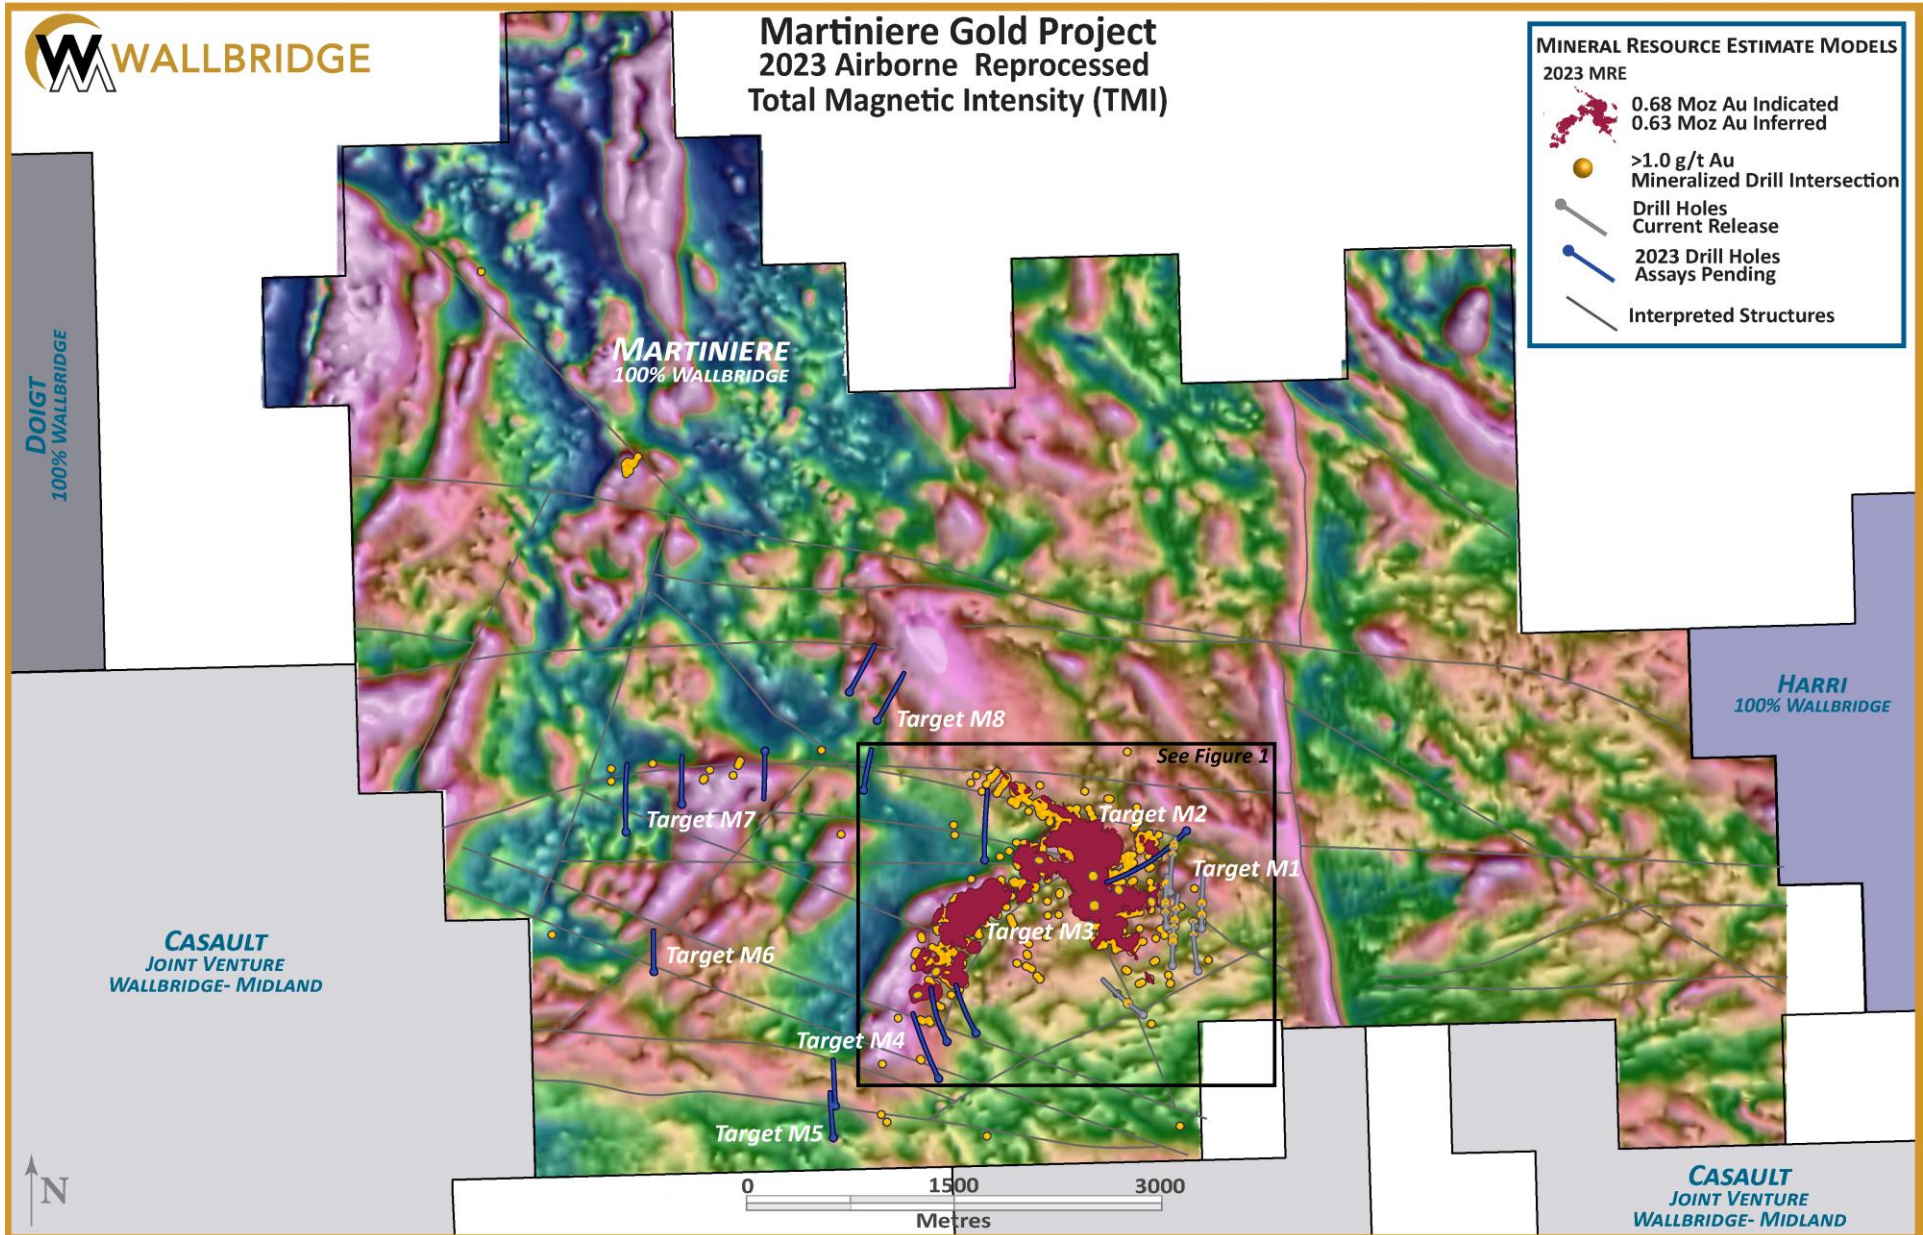 WALLBRIDGE
Martiniere Gold Project
2023 Airborne Reprocessed
Total Magnetic Intensity (TMI)
MINERAL RESOURCE ESTIMATE MODELS
2023 MRE
0.68 Moz Au Indicated
0.63 Moz Au Inferred
>1.0 g/t Au
Mineralized Drill Intersection
Drill Holes
Current Release
2023 Drill Holes
Assays Pending
Interpreted Structures
DOIGT
100% WALLBRIDGE
MARTINIERE
100% WALLBRIDGE
HARRI
100% WALLBRIDGE
Target M8
See Figure 1
Target M7
Target M2
Target M1
Target M3
Target M6
CASAULT
JOINT VENTURE
WALLBRIDGE- MIDLAND
Target M4
Target M5
N
0 1500 3000
Metres
CASAULT
JOINT VENTURE
WALLBRIDGE- MIDLAND